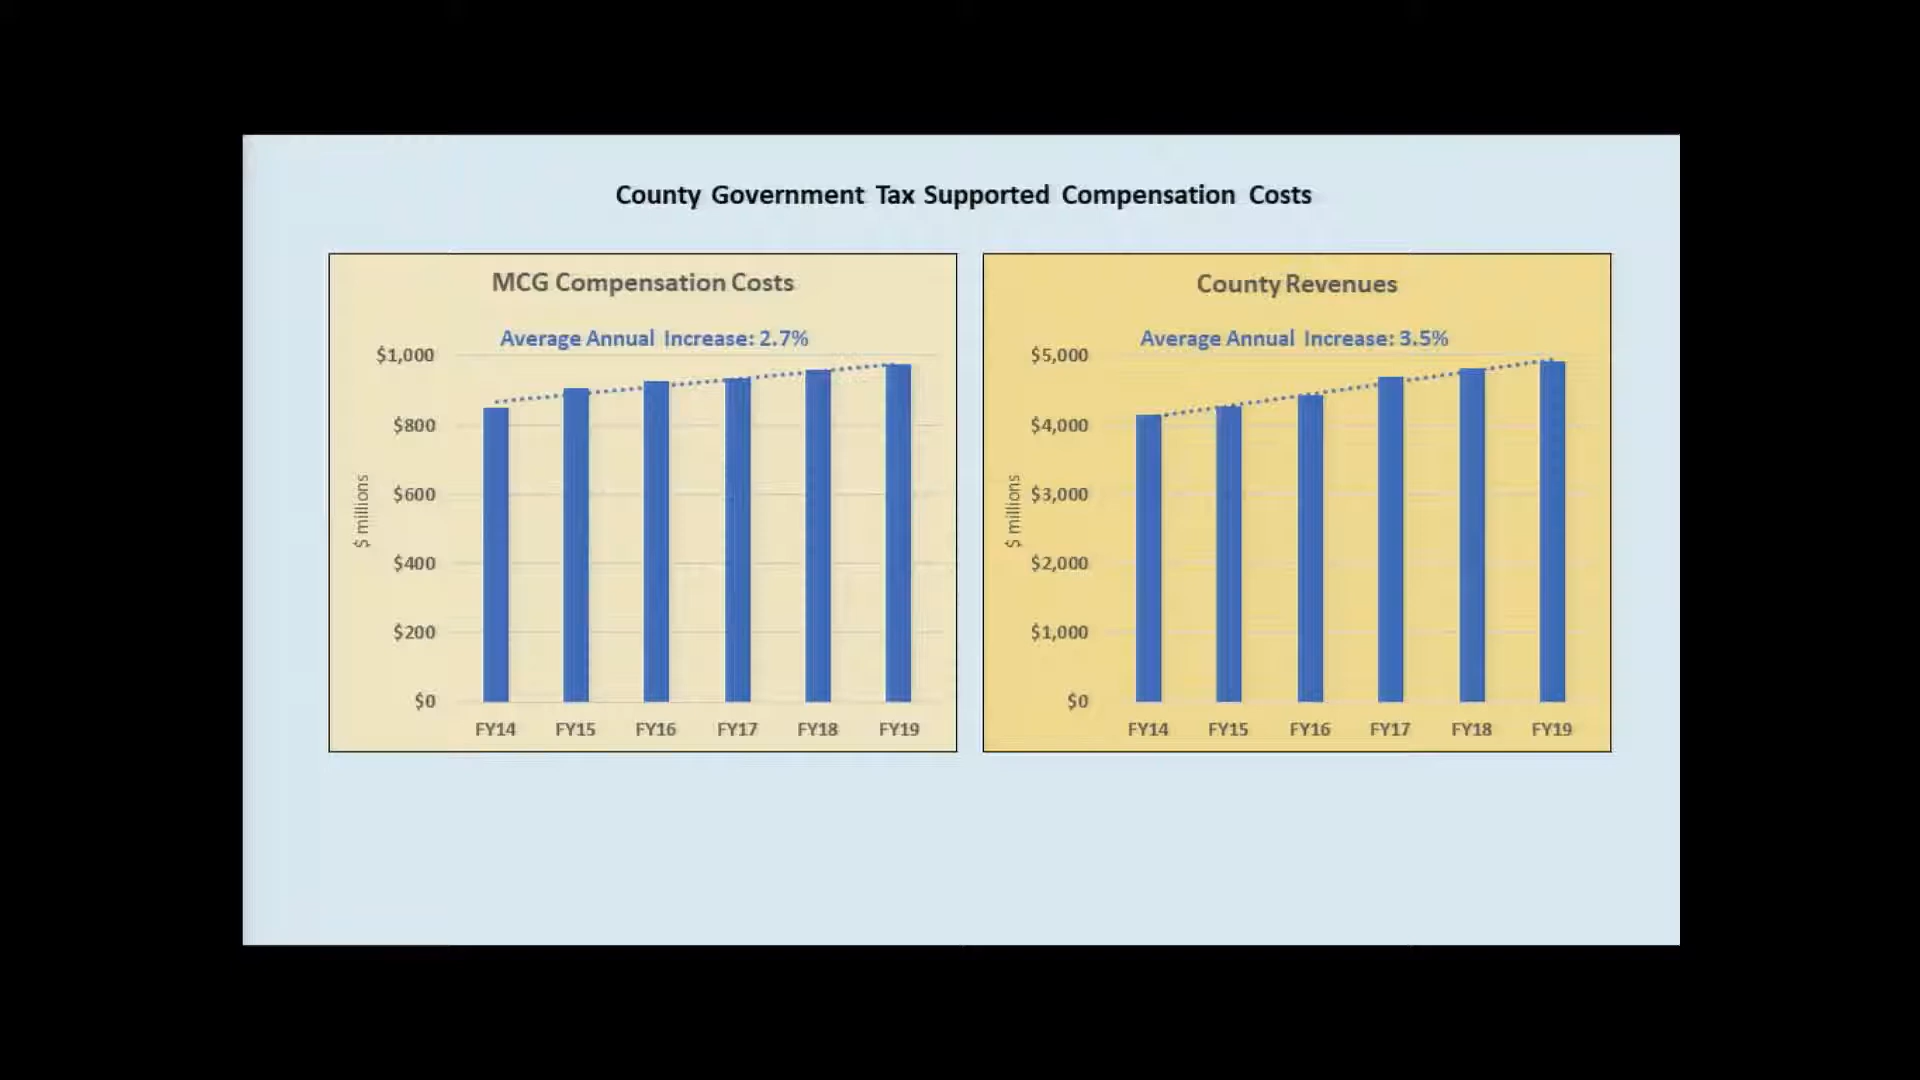 County Government Tax Supported Compensation Costs
MCG Compensation Costs
Average Annual Increase: 2.7%
$1,000
$800
$600
$400
$200
$0
$ millions
FY14 FY15 FY16 FY17 FY18 FY19
County Revenues
Average Annual Increase: 3.5%
$5,000
$4,000
$3,000
$2,000
$1,000
$0
$ millions
FY14 FY15 FY16 FY17 FY18 FY19